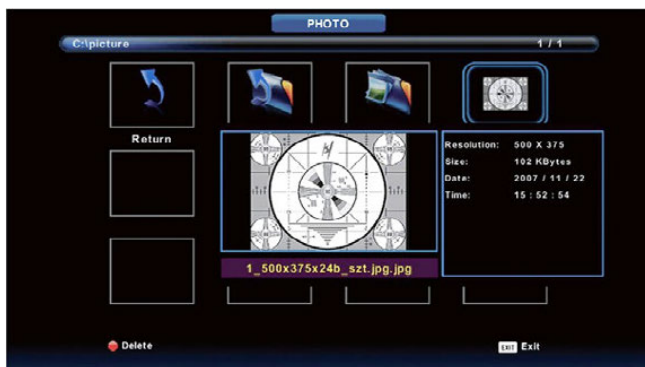 PHOTO
C:\picture 1 / 1
Return
Resolution: 500 X 375
Size: 102 KBytes
Date: 2007 / 11 / 22
Time: 15 : 52 : 54
1_500x375x24b_szt.jpg.jpg
Delete
EXIT Exit